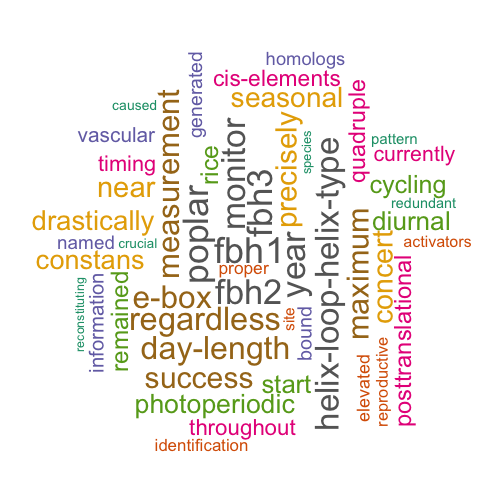 homologs
generated
cis-elements
seasonal
quadruple
caused
vascular
rice
monitor
precisely
species
pattern
currently
timing
near
measurement
poplar
fbh3
helix-loop-helix-type
cycling
redundant
drastically
diurnal
named
crucial
constans
fbh1
year
maximum
concert
activators
proper
posttranslational
reconstituting
information
remained
e-box
fbh2
regardless
site
bound
day-length
success
start
elevated
reproductive
photoperiodic
throughout
identification